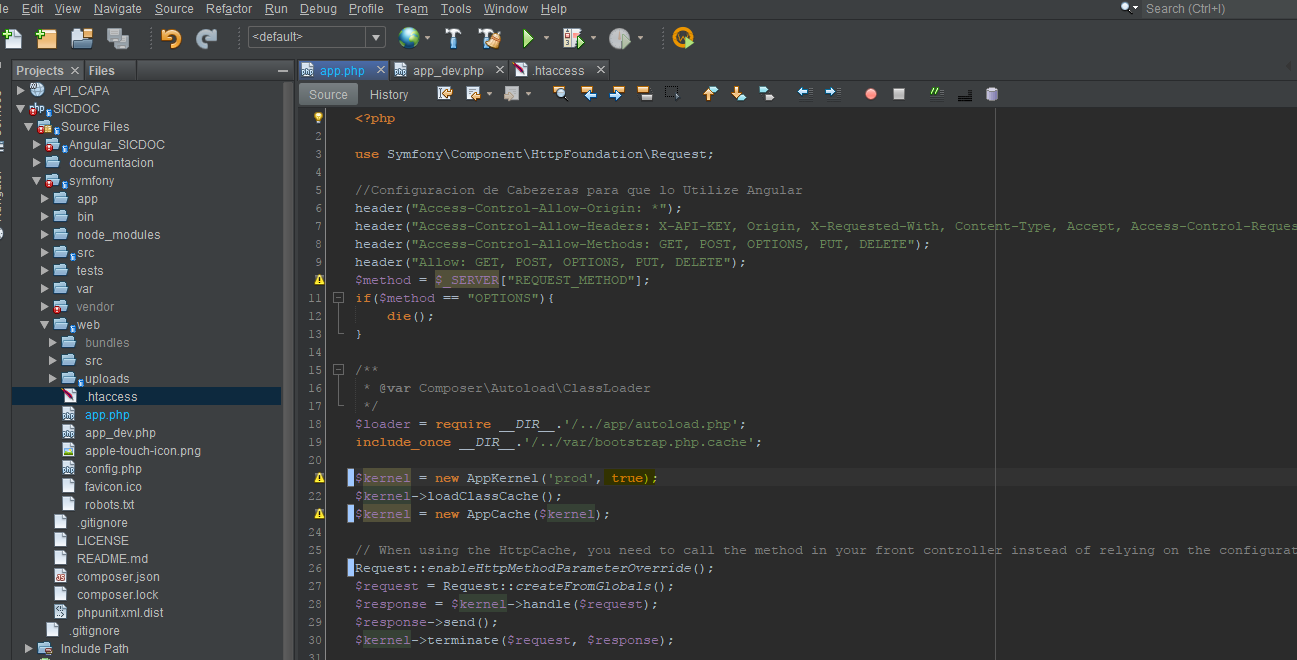 le Edit View Navigate Source Refactor Run Debug Profile Team Tools Window Help Search (Ctrl+I)
<default>
Projects Files app.php app_dev.php .htaccess
Source History
API_CAPA
SICDOC
Source Files
Angular_SICDOC
documentacion
symfony
app
bin
node_modules
src
tests
var
vendor
web
bundles
src
uploads
.htaccess
app.php
app_dev.php
apple-touch-icon.png
config.php
favicon.ico
robots.txt
.gitignore
LICENSE
README.md
composer.json
composer.lock
phpunit.xml.dist
.gitignore
Include Path
<?php
2
3 use Symfony\Component\HttpFoundation\Request;
4
5 //Configuracion de Cabezeras para que lo Utilize Angular
6 header("Access-Control-Allow-Origin: *");
7 header("Access-Control-Allow-Headers: X-API-KEY, Origin, X-Requested-With, Content-Type, Accept, Access-Control-Reques
8 header("Access-Control-Allow-Methods: GET, POST, OPTIONS, PUT, DELETE");
9 header("Allow: GET, POST, OPTIONS, PUT, DELETE");
$method = $_SERVER["REQUEST_METHOD"];
11 if($method == "OPTIONS"){
12 die();
13 }
14
15 /**
16 * @var Composer\Autoload\ClassLoader
17 */
18 $loader = require __DIR__.'/../app/autoload.php';
19 include_once __DIR__.'/../var/bootstrap.php.cache';
20
$kernel = new AppKernel('prod', true);
22 $kernel->loadClassCache();
$kernel = new AppCache($kernel);
24
25 // When using the HttpCache, you need to call the method in your front controller instead of relying on the configurat
26 Request::enableHttpMethodParameterOverride();
27 $request = Request::createFromGlobals();
28 $response = $kernel->handle($request);
29 $response->send();
30 $kernel->terminate($request, $response);
31